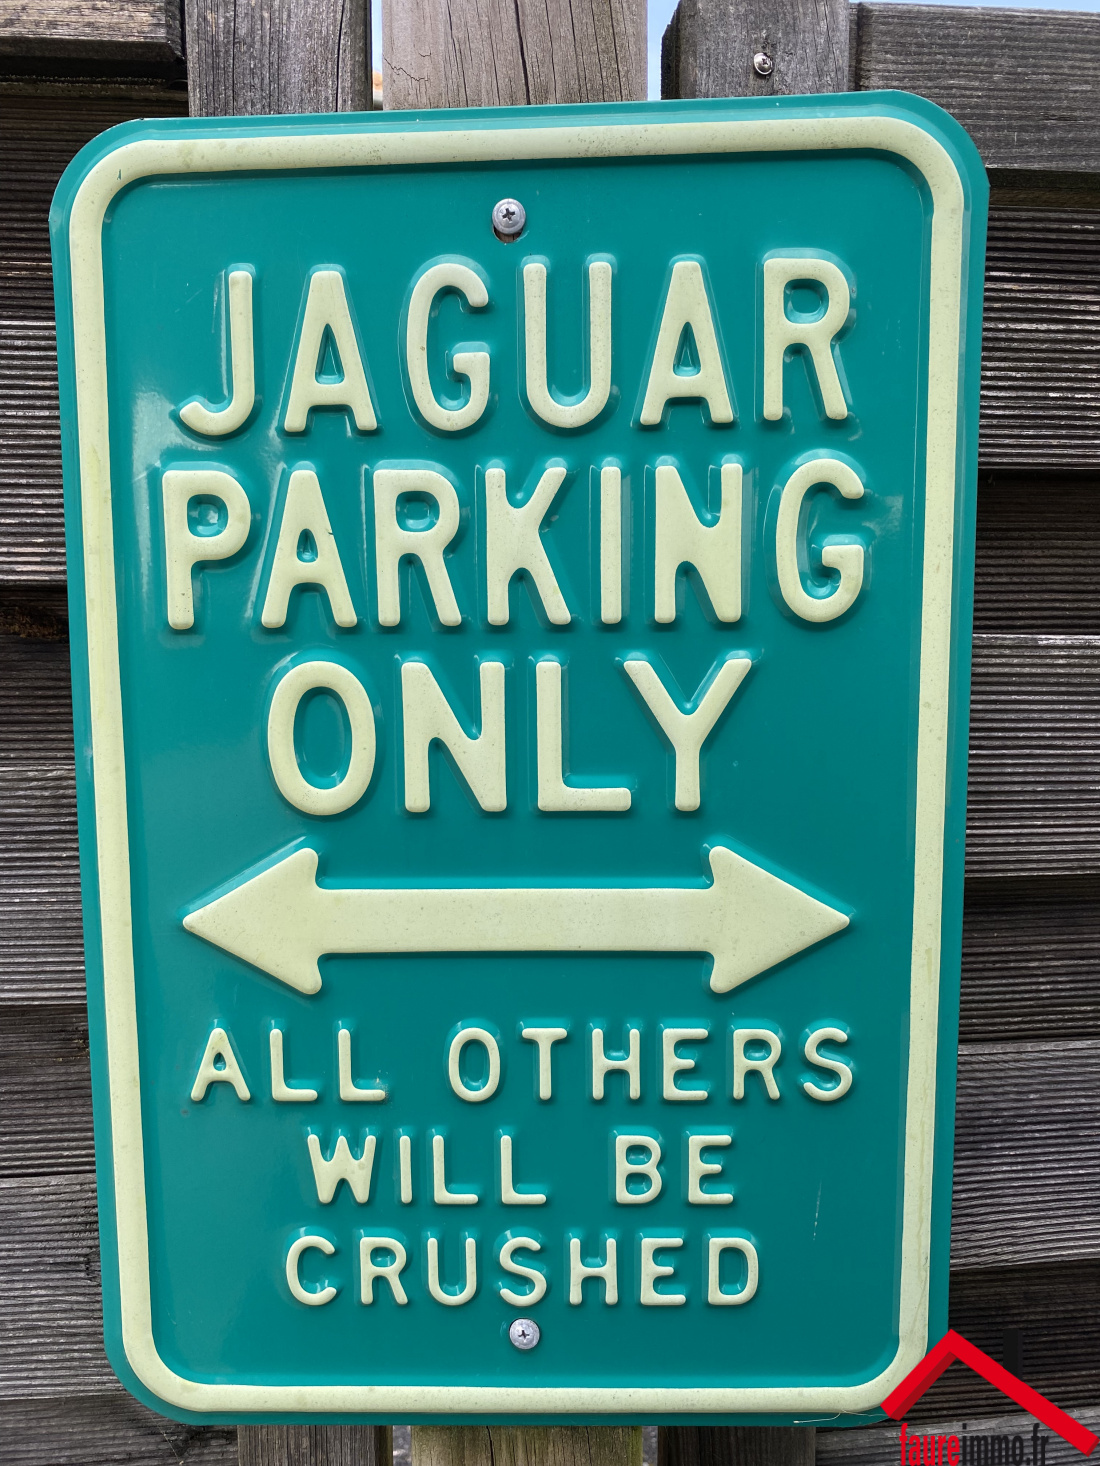 JAGUAR
PARKING
ONLY
ALL OTHERS
WILL BE
CRUSHED
faureimmo.fr